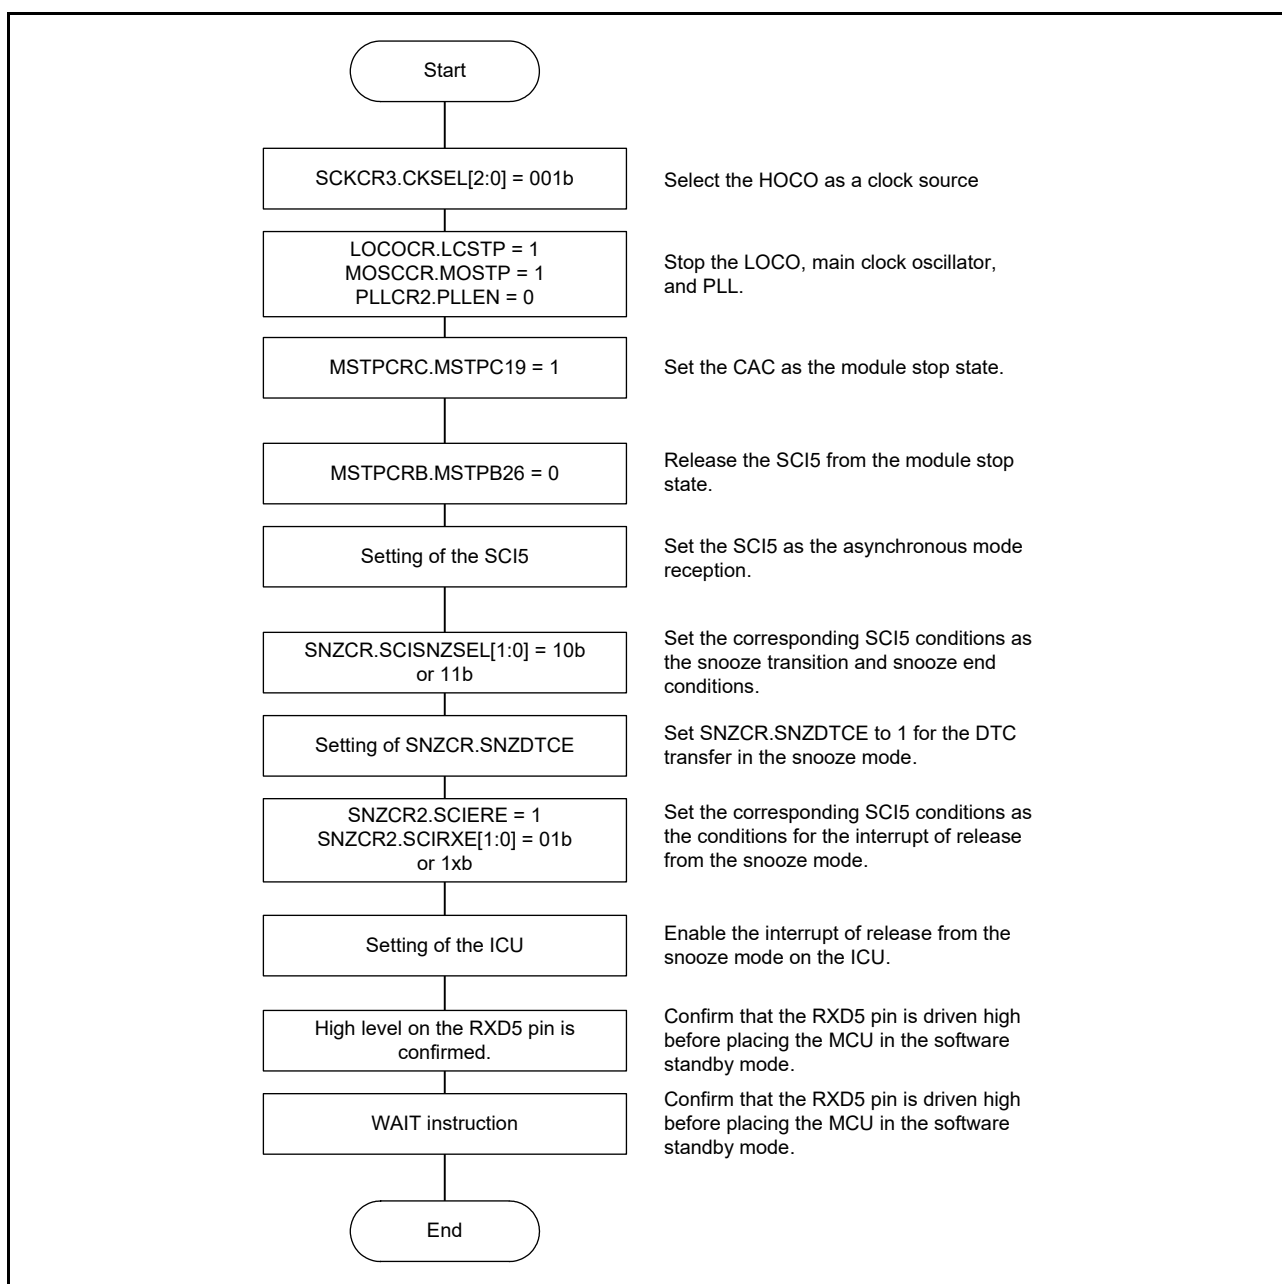 Start
SCKCR3.CKSEL[2:0] = 001b
Select the HOCO as a clock source
LOCOCR.LCSTP = 1
MOSCCR.MOSTP = 1
PLLCR2.PLLEN = 0
Stop the LOCO, main clock oscillator,
and PLL.
MSTPCRC.MSTPC19 = 1
Set the CAC as the module stop state.
MSTPCRB.MSTPB26 = 0
Release the SCI5 from the module stop
state.
Setting of the SCI5
Set the SCI5 as the asynchronous mode
reception.
SNZCR.SCISNZSEL[1:0] = 10b
or 11b
Set the corresponding SCI5 conditions as
the snooze transition and snooze end
conditions.
Setting of SNZCR.SNZDTCE
Set SNZCR.SNZDTCE to 1 for the DTC
transfer in the snooze mode.
SNZCR2.SCIERE = 1
SNZCR2.SCIRXE[1:0] = 01b
or 1xb
Set the corresponding SCI5 conditions as
the conditions for the interrupt of release
from the snooze mode.
Setting of the ICU
Enable the interrupt of release from the
snooze mode on the ICU.
High level on the RXD5 pin is
confirmed.
Confirm that the RXD5 pin is driven high
before placing the MCU in the software
standby mode.
WAIT instruction
Confirm that the RXD5 pin is driven high
before placing the MCU in the software
standby mode.
End